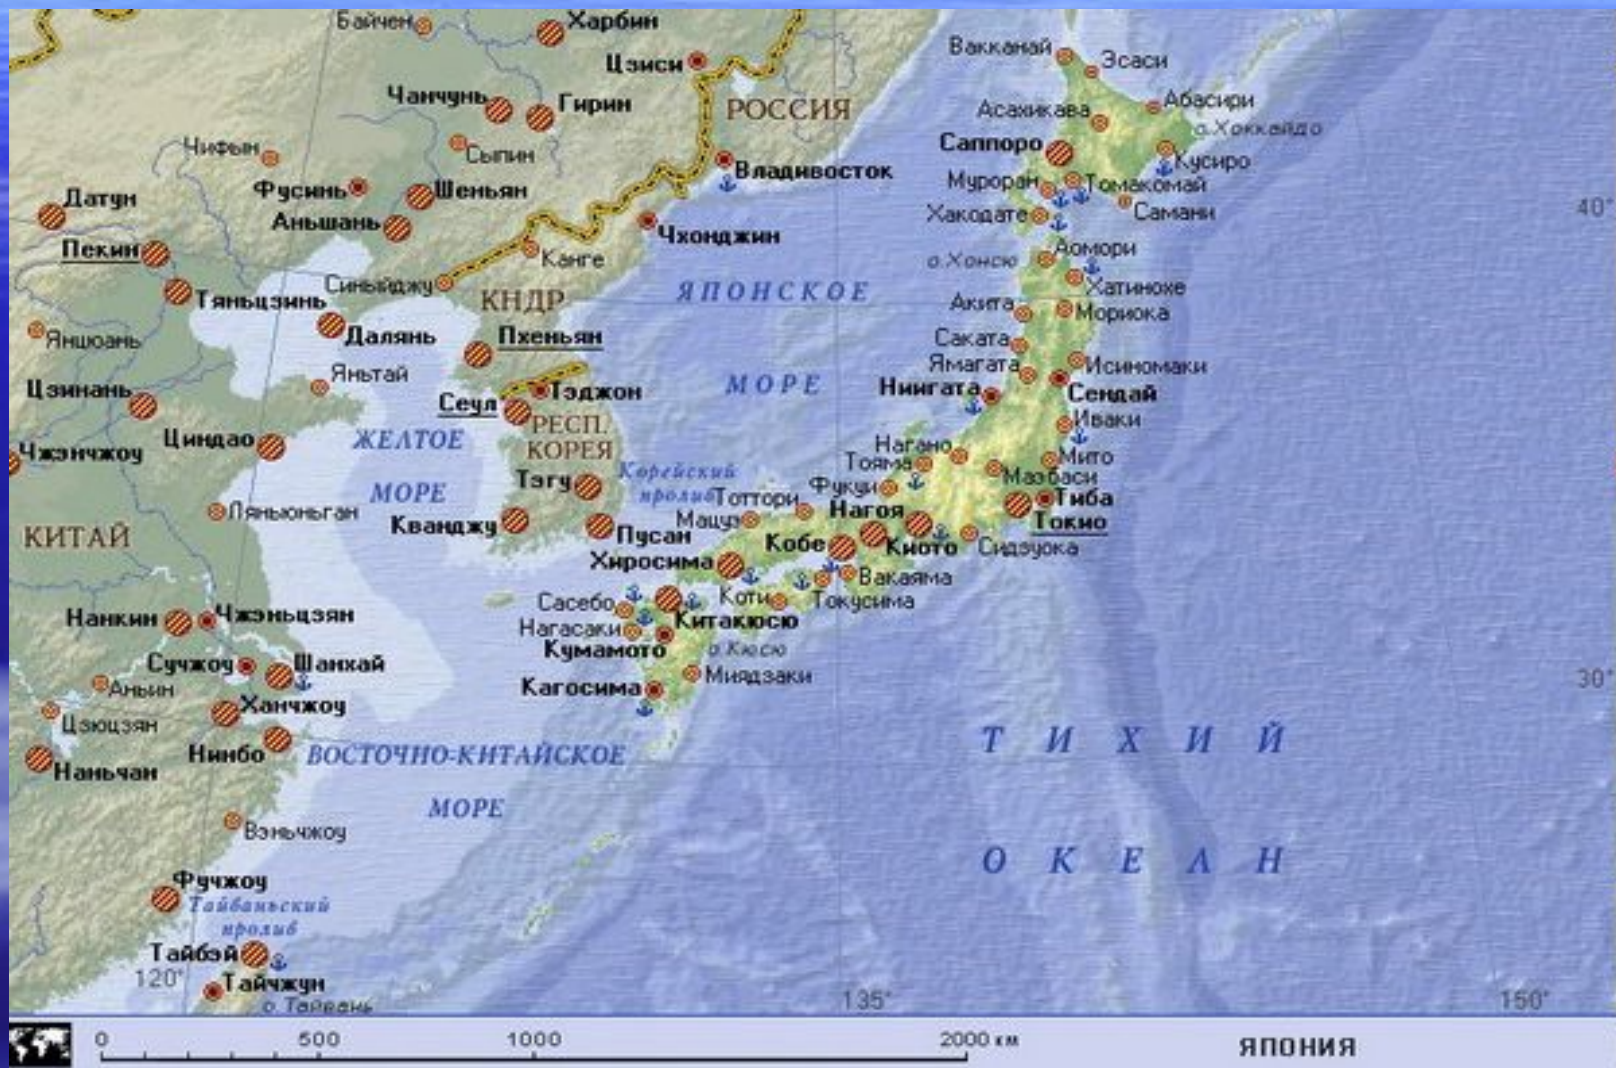 Байчен
Харбин
Цзиси
Вакканай
Эсаси
Чанчунь
Гирин
РОССИЯ
Асахикава
Абасири
о.Хоккайдо
Чифын
Сыпин
Саппоро
Кусиро
Владивосток
Фусинь
Шеньян
Муроран
Томакомай
Датун
Аньшань
Хакодате
Самани
40°
Пекин
Чхонджин
Канге
о.Хонсю
Аомори
Синыйджу
КНДР
ЯПОНСКОЕ
Хатинохе
Тяньцзинь
Акита
Мориока
Яншюань
Далянь
Пхеньян
Саката
Яньтай
МОРЕ
Ямагата
Исиномаки
Цзинань
Тэджон
Ниигата
Сендай
Сеул
РЕСП.
КОРЕЯ
Иваки
Циндао
ЖЕЛТОЕ
Нагано
Чжэнчжоу
Тояма
Мито
Корейский
пролив
Маэбаси
Тэгу
МОРЕ
Фукуи
Тоттори
Тиба
Ляньюньган
Нагоя
Мацуэ
Токио
КИТАЙ
Кванджу
Пусан
Кобе
Киото
Сидзуока
Хиросима
Вакаяма
Сасебо
Коти
Токусима
Нанкин
Чжэньцзян
Нагасаки
Китакюсю
Кумамото
о.Кюсю
Сучжоу
Шанхай
Миядзаки
30°
Аньин
Кагосима
Ханчжоу
Цзюцзян
Нинбо
ВОСТОЧНО-КИТАЙСКОЕ
ТИХИЙ
Наньчан
МОРЕ
Вэньчжоу
ОКЕАН
Фучжоу
Тайваньский
пролив
Тайбэй
120°
Тайчжун
о.Тайвань
135°
150°
0 500 1000 2000 км
ЯПОНИЯ